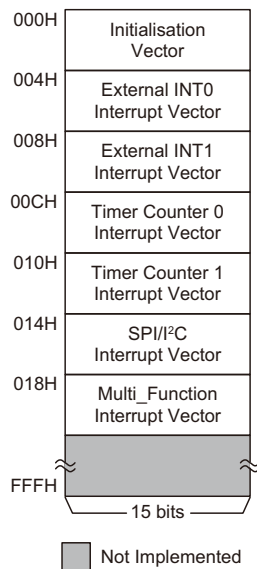 000H
Initialisation
Vector
004H
External INT0
Interrupt Vector
008H
External INT1
Interrupt Vector
00CH
Timer Counter 0
Interrupt Vector
010H
Timer Counter 1
Interrupt Vector
014H
SPI/I²C
Interrupt Vector
018H
Multi_Function
Interrupt Vector
FFFH
15 bits
Not Implemented